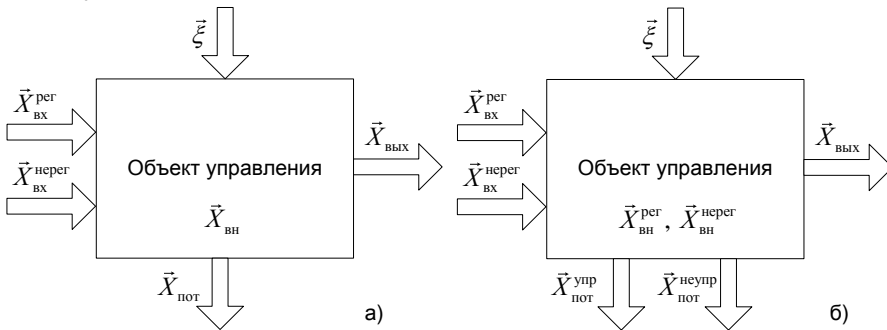 ξ⃗ ξ⃗
X⃗ рег вх X⃗ рег вх
X⃗ вых X⃗ вых
X⃗ нерег вх Объект управления X⃗ нерег вх Объект управления
X⃗ вн X⃗ рег вн , X⃗ нерег вн
X⃗ пот а) X⃗ упр пот X⃗ неупр пот б)